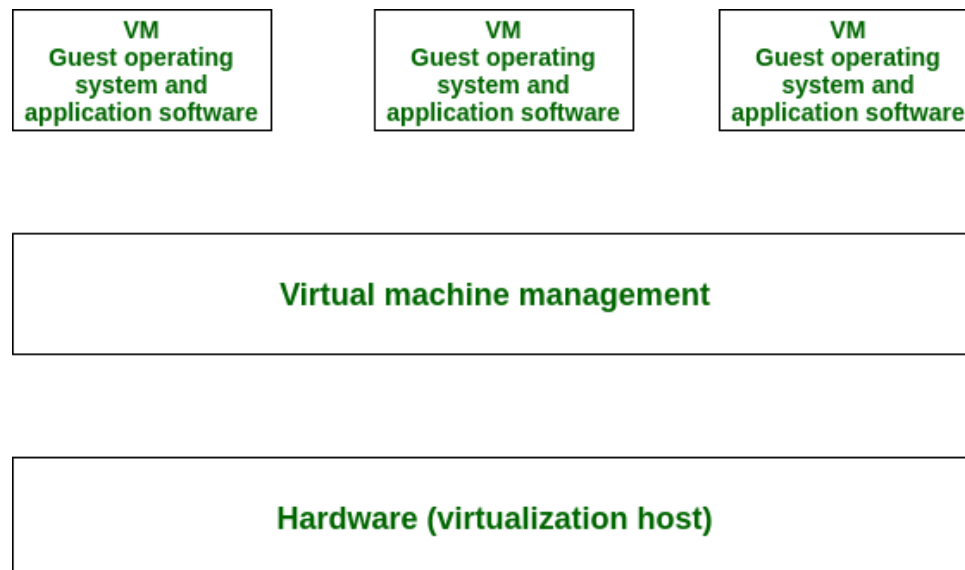 VM
Guest operating
system and
application software
VM
Guest operating
system and
application software
VM
Guest operating
system and
application software
Virtual machine management
Hardware (virtualization host)